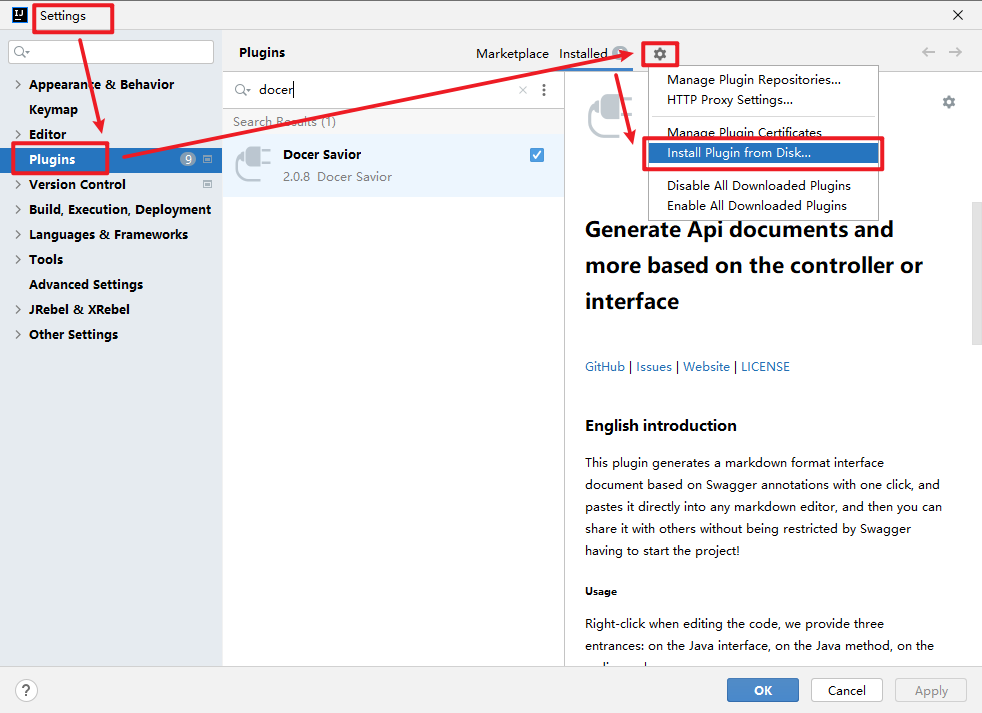 IJ
Settings
Appearance & Behavior
Keymap
Editor
Plugins
9
Version Control
Build, Execution, Deployment
Languages & Frameworks
Tools
Advanced Settings
JRebel & XRebel
Other Settings
Plugins
Marketplace
Installed
docer
Search Results (1)
Docer Savior
2.0.8 Docer Savior
Manage Plugin Repositories...
HTTP Proxy Settings...
Manage Plugin Certificates
Install Plugin from Disk...
Disable All Downloaded Plugins
Enable All Downloaded Plugins
Generate Api documents and
more based on the controller or
interface
GitHub | Issues | Website | LICENSE
English introduction
This plugin generates a markdown format interface
document based on Swagger annotations with one click, and
pastes it directly into any markdown editor, and then you can
share it with others without being restricted by Swagger
having to start the project!
Usage
Right-click when editing the code, we provide three
entrances: on the Java interface, on the Java method, on the
?
OK
Cancel
Apply